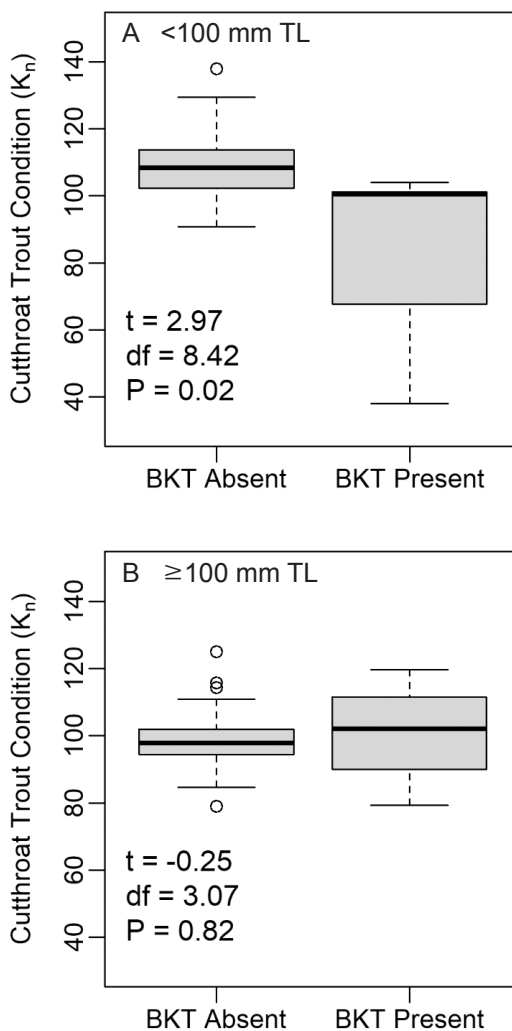 A <100 mm TL
Cutthroat Trout Condition (Kn)
140
120
100
80
60
40
t = 2.97
df = 8.42
P = 0.02
BKT Absent BKT Present
B ≥100 mm TL
Cutthroat Trout Condition (Kn)
140
120
100
80
60
40
t = -0.25
df = 3.07
P = 0.82
BKT Absent BKT Present